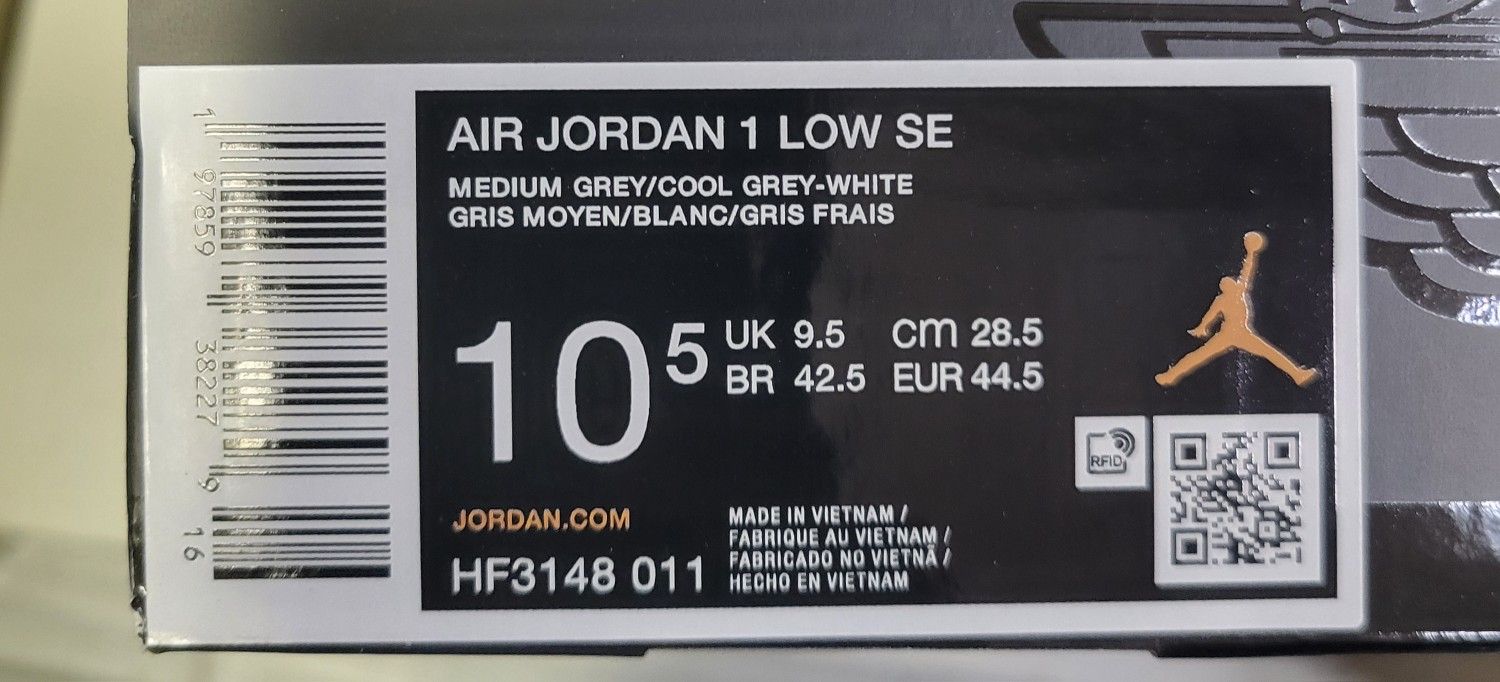 AIR JORDAN 1 LOW SE
MEDIUM GREY/COOL GREY-WHITE
GRIS MOYEN/BLANC/GRIS FRAIS
10 5
UK 9.5 cm 28.5
BR 42.5 EUR 44.5
RFID
JORDAN.COM
HF3148 011
MADE IN VIETNAM /
FABRIQUE AU VIETNAM /
FABRICADO NO VIETNÃ /
HECHO EN VIETNAM
1 97859 38227 9 16